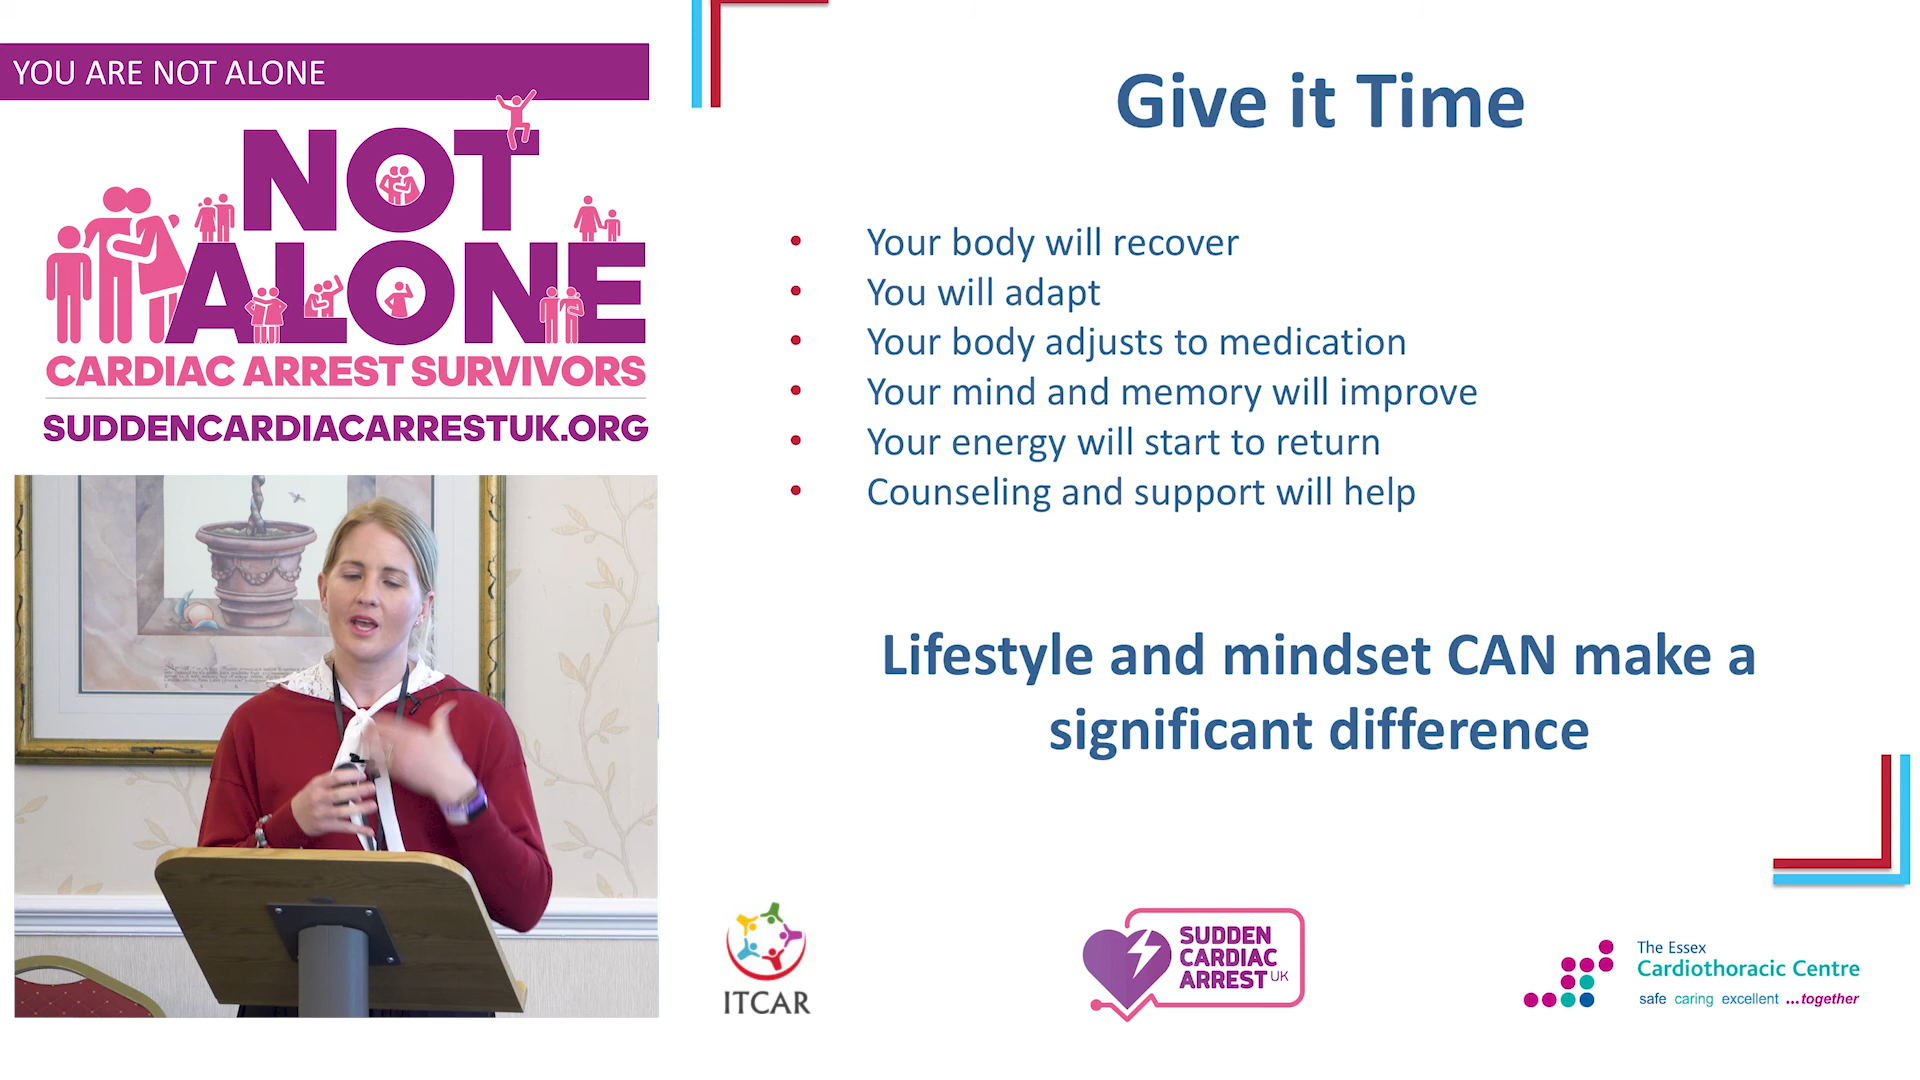 YOU ARE NOT ALONE
NOT
ALONE
CARDIAC ARREST SURVIVORS
SUDDENCARDIACARRESTUK.ORG
Give it Time
• Your body will recover
• You will adapt
• Your body adjusts to medication
• Your mind and memory will improve
• Your energy will start to return
• Counseling and support will help
Lifestyle and mindset CAN make a
significant difference
ITCAR
SUDDEN
CARDIAC
ARREST UK
The Essex
Cardiothoracic Centre
safe caring excellent ...together